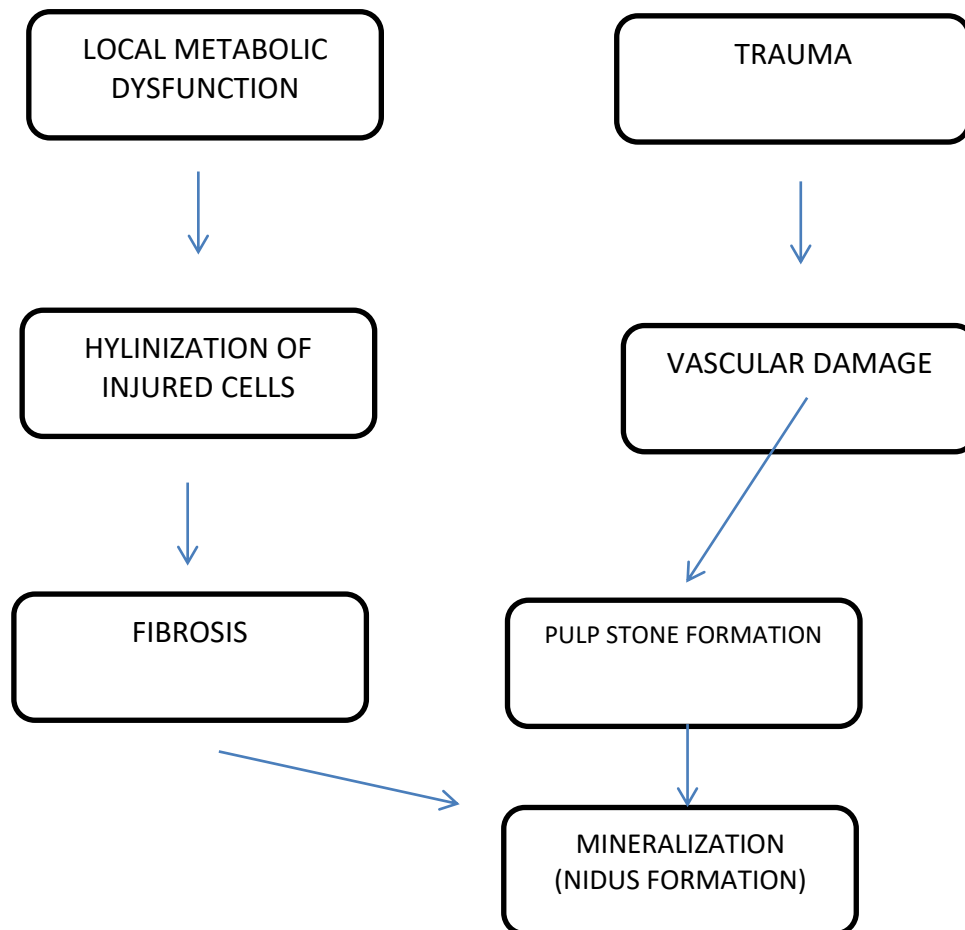 LOCAL METABOLIC
DYSFUNCTION
TRAUMA
HYLINIZATION OF
INJURED CELLS
VASCULAR DAMAGE
FIBROSIS
PULP STONE FORMATION
MINERALIZATION
(NIDUS FORMATION)